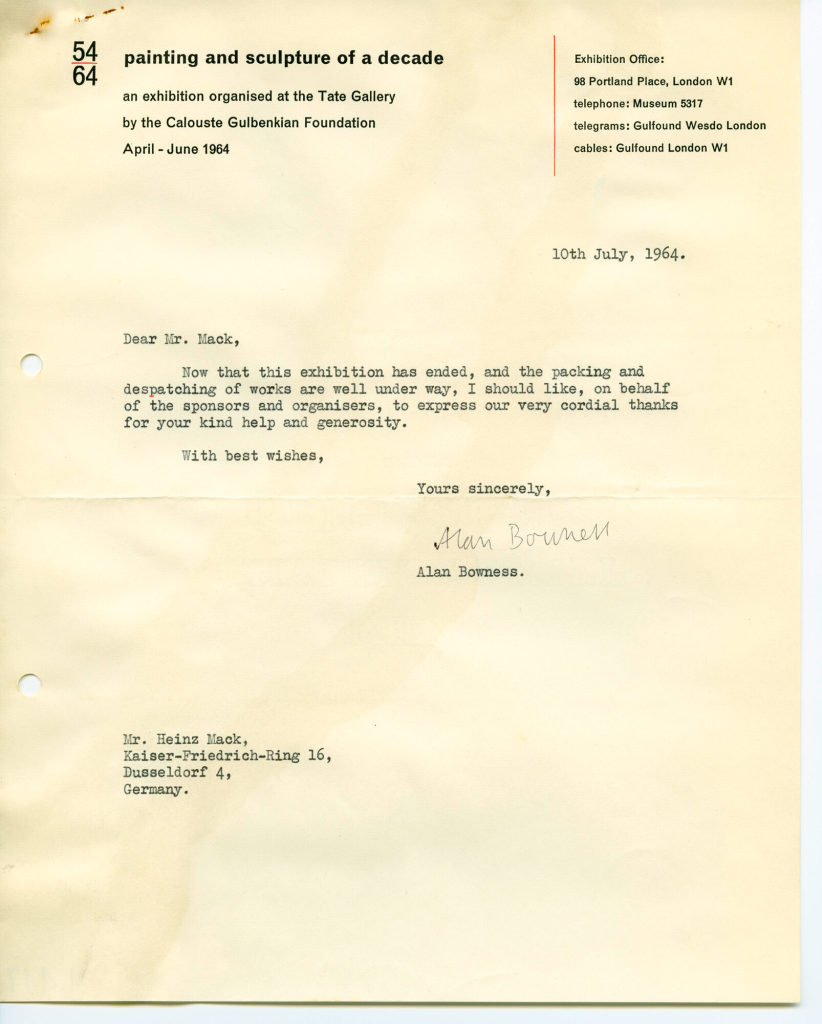 54
64
painting and sculpture of a decade
an exhibition organised at the Tate Gallery
by the Calouste Gulbenkian Foundation
April - June 1964
Exhibition Office:
98 Portland Place, London W1
telephone: Museum 5317
telegrams: Gulfound Wesdo London
cables: Gulfound London W1
10th July, 1964.
Dear Mr. Mack,
Now that this exhibition has ended, and the packing and
despatching of works are well under way, I should like, on behalf
of the sponsors and organisers, to express our very cordial thanks
for your kind help and generosity.
With best wishes,
Yours sincerely,
Alan Bowness
Alan Bowness.
Mr. Heinz Mack,
Kaiser-Friedrich-Ring 16,
Dusseldorf 4,
Germany.